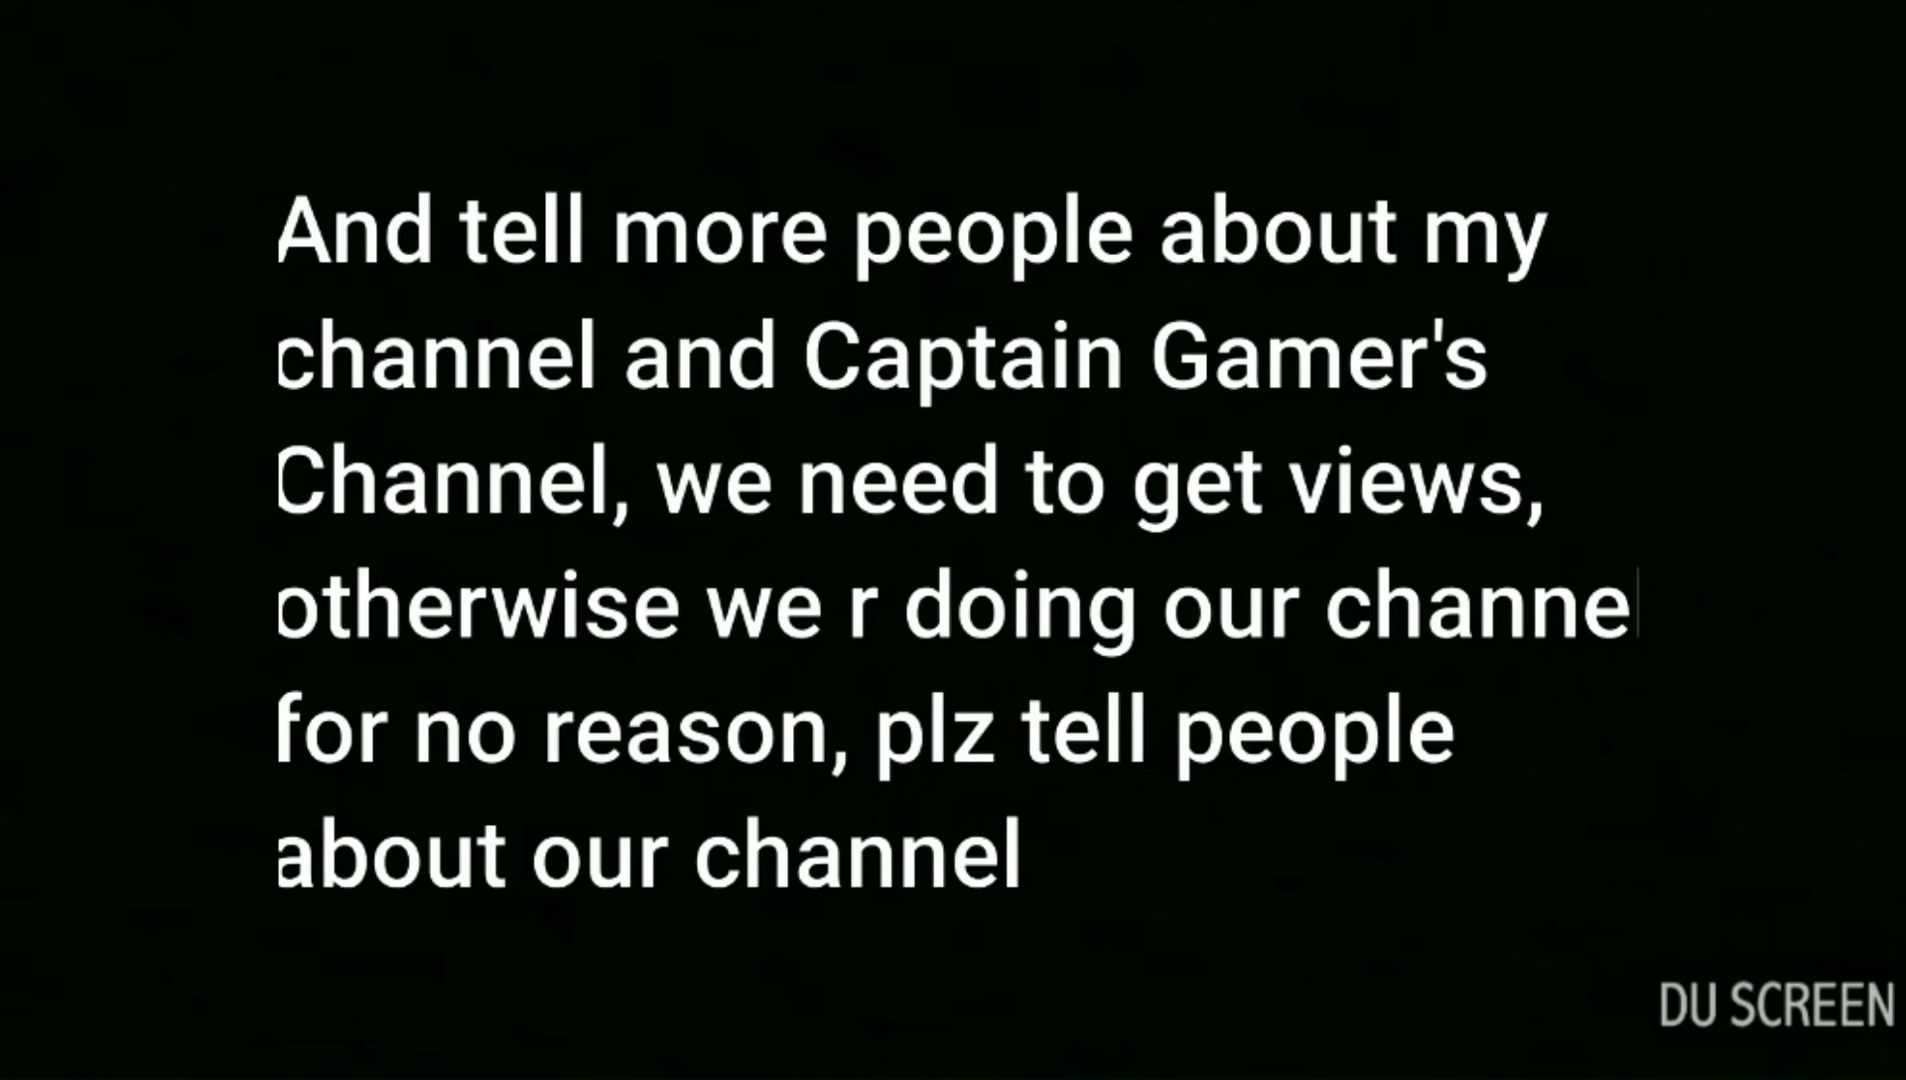 And tell more people about my
channel and Captain Gamer's
Channel, we need to get views,
otherwise we r doing our channel
for no reason, plz tell people
about our channel
DU SCREEN